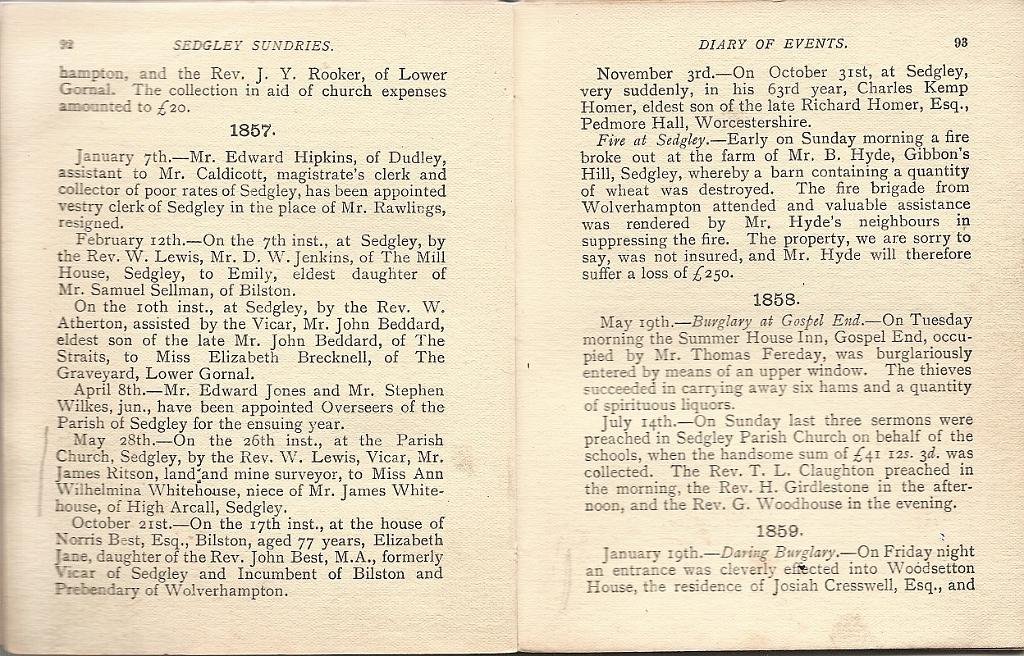 92
SEDGLEY SUNDRIES.
hampton, and the Rev. J. Y. Rooker, of Lower
Gornal. The collection in aid of church expenses
amounted to £20.
1857.
January 7th.—Mr. Edward Hipkins, of Dudley,
assistant to Mr. Caldicott, magistrate's clerk and
collector of poor rates of Sedgley, has been appointed
vestry clerk of Sedgley in the place of Mr. Rawlings,
resigned.
February 12th.—On the 7th inst., at Sedgley, by
the Rev. W. Lewis, Mr. D. W. Jenkins, of The Mill
House, Sedgley, to Emily, eldest daughter of
Mr. Samuel Sellman, of Bilston.
On the 10th inst., at Sedgley, by the Rev. W.
Atherton, assisted by the Vicar, Mr. John Beddard,
eldest son of the late Mr. John Beddard, of The
Straits, to Miss Elizabeth Brecknell, of The
Graveyard, Lower Gornal.
April 8th.—Mr. Edward Jones and Mr. Stephen
Wilkes, jun., have been appointed Overseers of the
Parish of Sedgley for the ensuing year.
May 28th.—On the 26th inst., at the Parish
Church, Sedgley, by the Rev. W. Lewis, Vicar, Mr.
James Ritson, land and mine surveyor, to Miss Ann
Wilhelmina Whitehouse, niece of Mr. James White-
house, of High Arcall, Sedgley.
October 21st.—On the 17th inst., at the house of
Norris Best, Esq., Bilston, aged 77 years, Elizabeth
Jane, daughter of the Rev. John Best, M.A., formerly
Vicar of Sedgley and Incumbent of Bilston and
Prebendary of Wolverhampton.
DIARY OF EVENTS.
93
November 3rd.—On October 31st, at Sedgley,
very suddenly, in his 63rd year, Charles Kemp
Homer, eldest son of the late Richard Homer, Esq.,
Pedmore Hall, Worcestershire.
Fire at Sedgley.—Early on Sunday morning a fire
broke out at the farm of Mr. B. Hyde, Gibbon's
Hill, Sedgley, whereby a barn containing a quantity
of wheat was destroyed. The fire brigade from
Wolverhampton attended and valuable assistance
was rendered by Mr. Hyde's neighbours in
suppressing the fire. The property, we are sorry to
say, was not insured, and Mr. Hyde will therefore
suffer a loss of £250.
1858.
May 19th.—Burglary at Gospel End.—On Tuesday
morning the Summer House Inn, Gospel End, occu-
pied by Mr. Thomas Fereday, was burglariously
entered by means of an upper window. The thieves
succeeded in carrying away six hams and a quantity
of spirituous liquors.
July 14th.—On Sunday last three sermons were
preached in Sedgley Parish Church on behalf of the
schools, when the handsome sum of £41 12s. 3d. was
collected. The Rev. T. L. Claughton preached in
the morning, the Rev. H. Girdlestone in the after-
noon, and the Rev. G. Woodhouse in the evening.
1859.
January 19th.—Daring Burglary.—On Friday night
an entrance was cleverly effected into Woodsetton
House, the residence of Josiah Cresswell, Esq., and